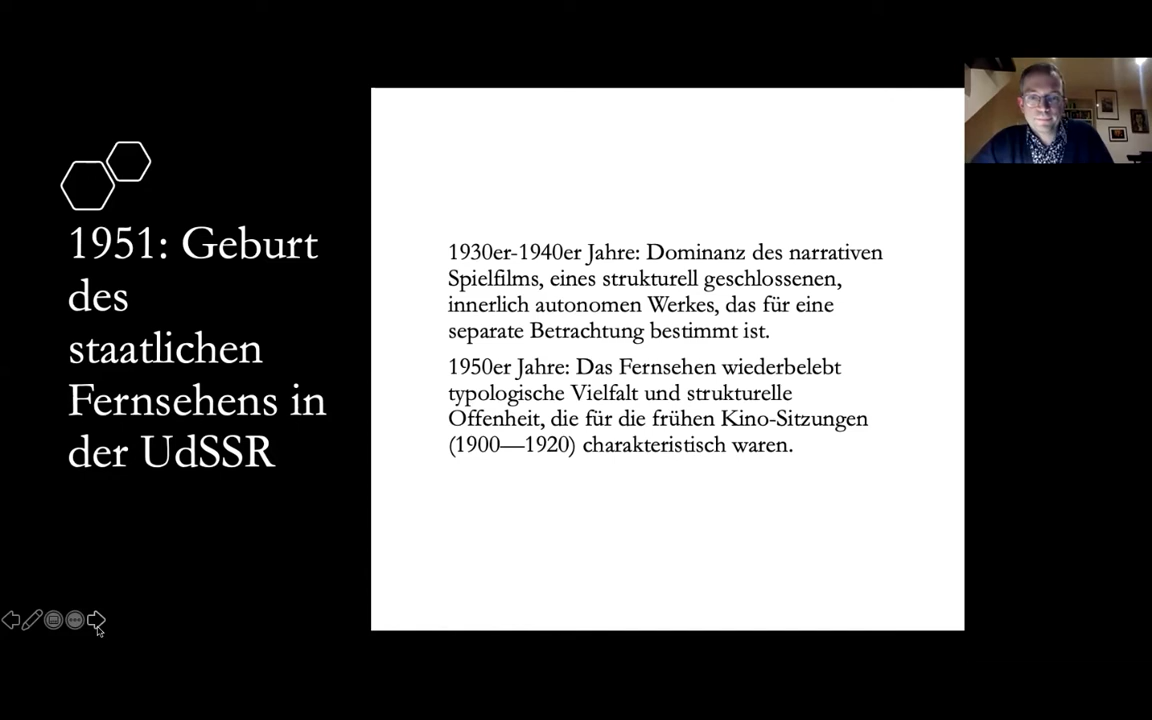 1951: Geburt
des
staatlichen
Fernsehens in
der UdSSR
1930er-1940er Jahre: Dominanz des narrativen
Spielfilms, eines strukturell geschlossenen,
innerlich autonomen Werkes, das für eine
separate Betrachtung bestimmt ist.
1950er Jahre: Das Fernsehen wiederbelebt
typologische Vielfalt und strukturelle
Offenheit, die für die frühen Kino-Sitzungen
(1900—1920) charakteristisch waren.